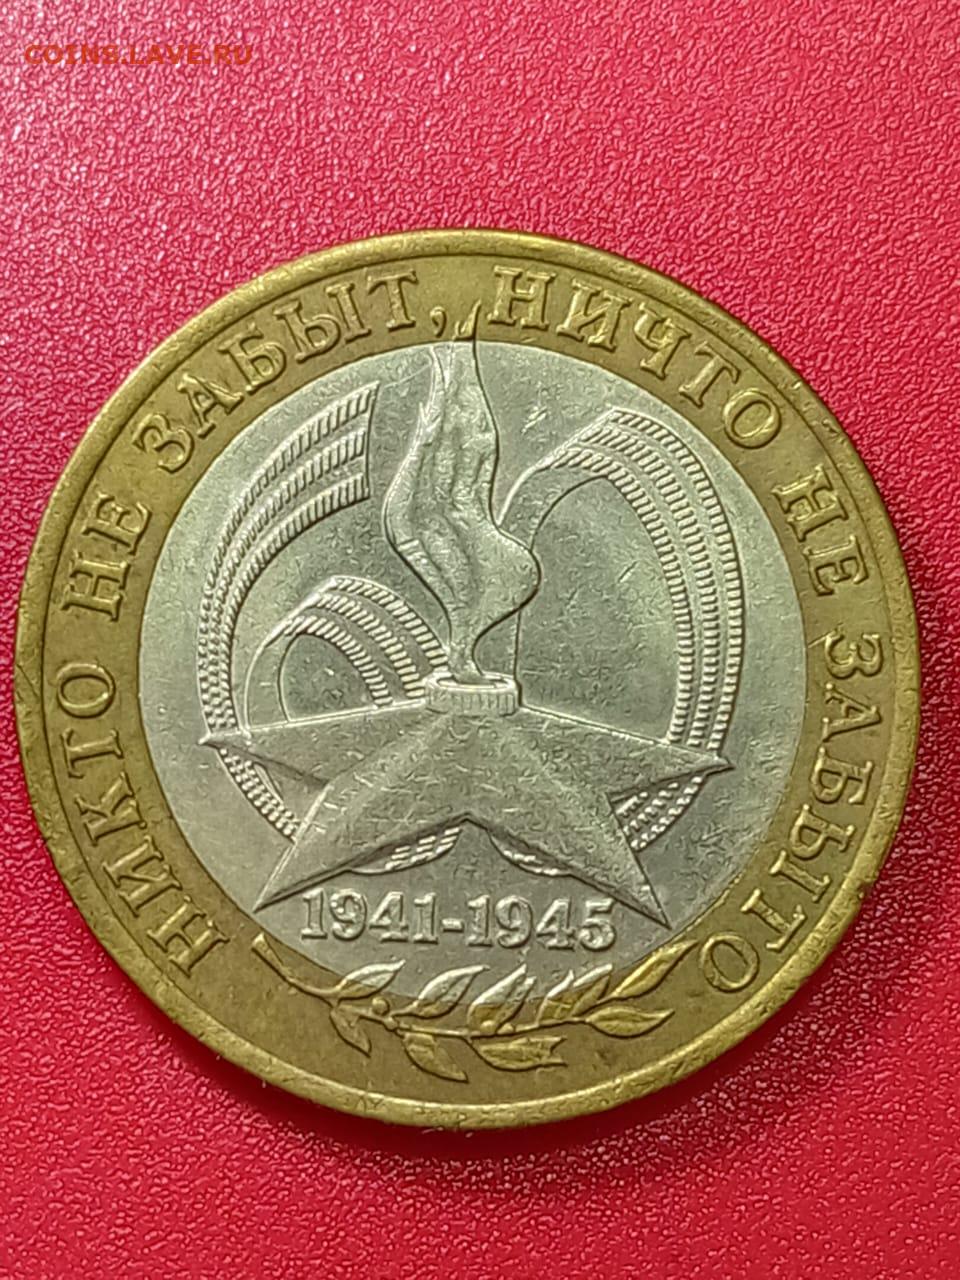 COINS.LAVE.RU
НИКТО НЕ ЗАБЫТ, НИЧТО НЕ ЗАБЫТО
1941-1945